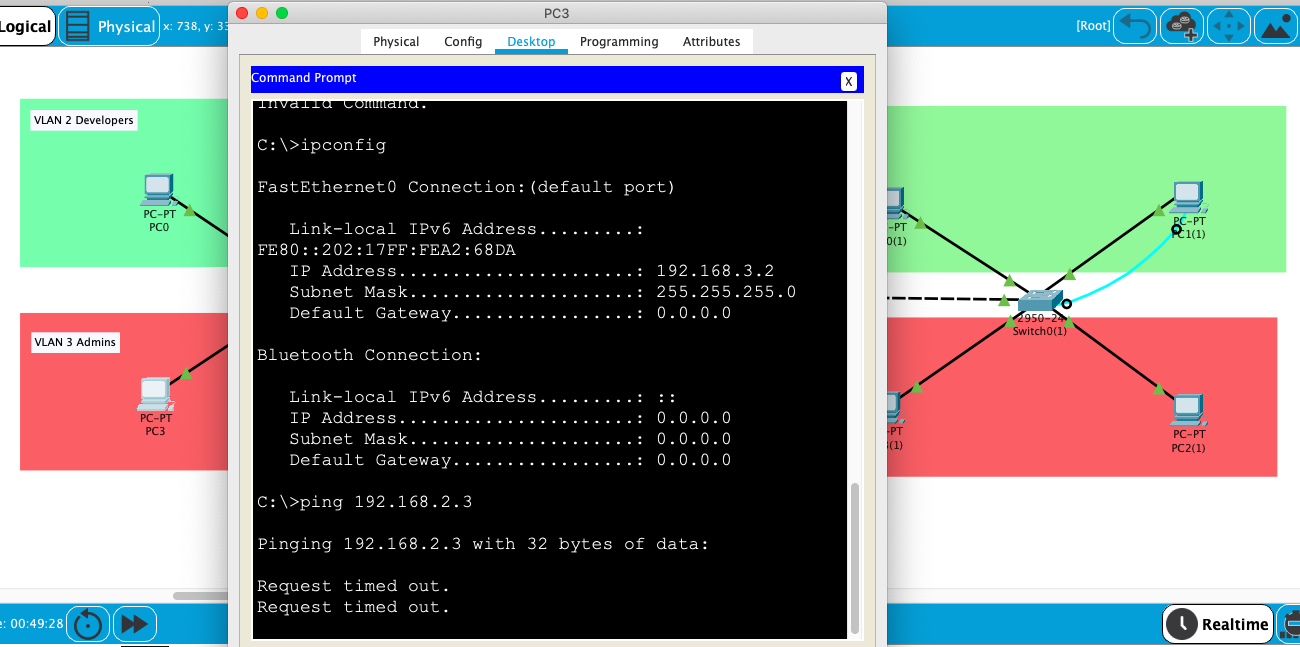 PC3
Logical
Physical
x: 738, y: 33
[Root]
Physical
Config
Desktop
Programming
Attributes
Command Prompt
X
Invalid Command.
C:\>ipconfig
FastEthernet0 Connection:(default port)
Link-local IPv6 Address.........:
FE80::202:17FF:FEA2:68DA
IP Address......................: 192.168.3.2
Subnet Mask.....................: 255.255.255.0
Default Gateway.................: 0.0.0.0
Bluetooth Connection:
Link-local IPv6 Address.........: ::
IP Address......................: 0.0.0.0
Subnet Mask.....................: 0.0.0.0
Default Gateway.................: 0.0.0.0
C:\>ping 192.168.2.3
Pinging 192.168.2.3 with 32 bytes of data:
Request timed out.
Request timed out.
VLAN 2 Developers
PC-PT
PC0
VLAN 3 Admins
PC-PT
PC3
-PT
0(1)
PC-PT
PC1(1)
2950-24
Switch0(1)
-PT
(1)
PC-PT
PC2(1)
e: 00:49:28
Realtime